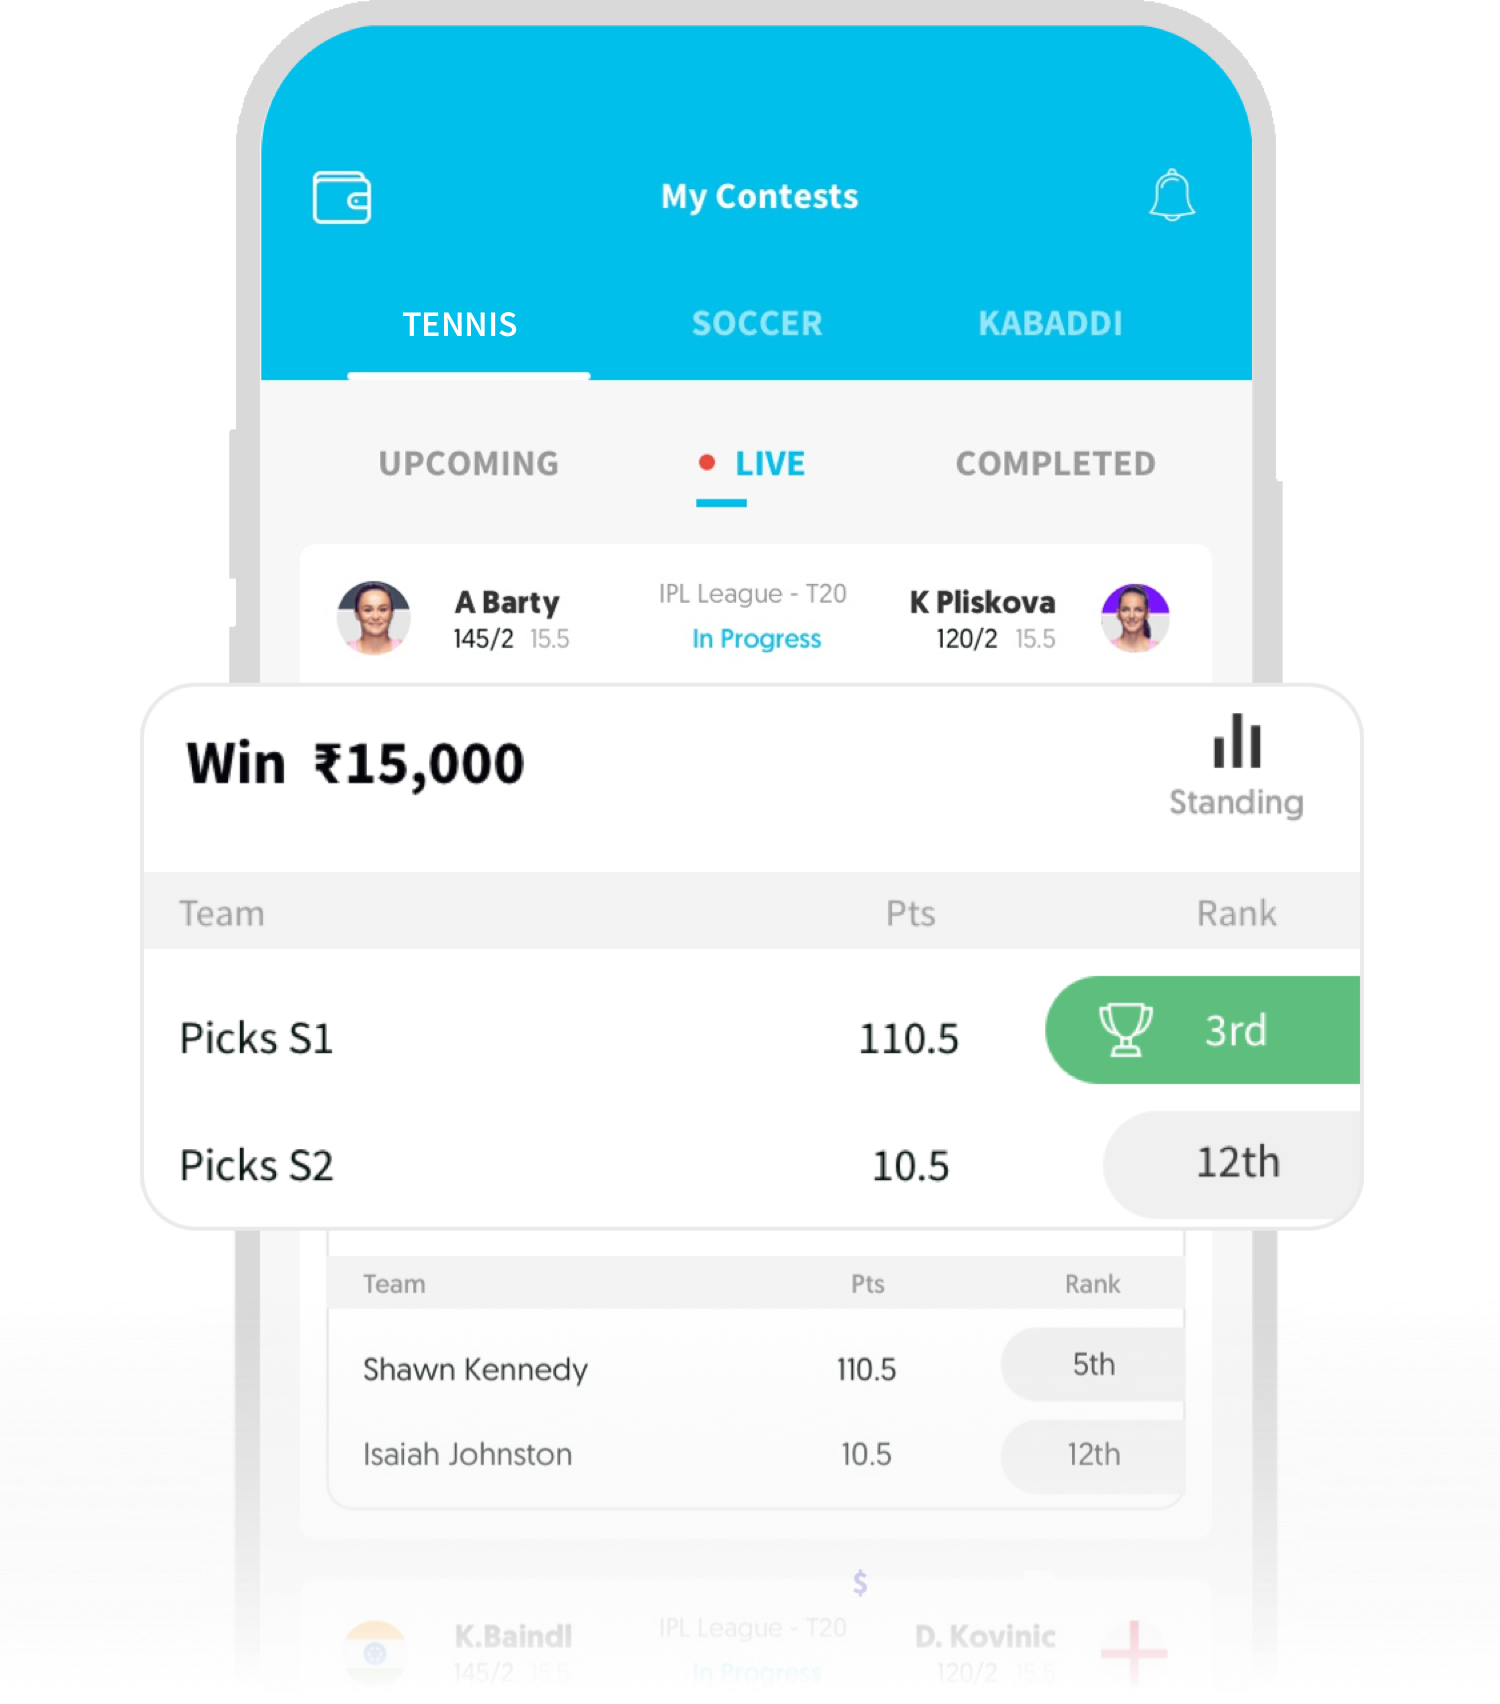 My Contests
TENNIS SOCCER KABADDI
UPCOMING LIVE COMPLETED
A Barty IPL League - T20 K Pliskova
145/2 15.5 In Progress 120/2 15.5
Win ₹15,000
Standing
Team Pts Rank
Picks S1 110.5 3rd
Picks S2 10.5 12th
Team Pts Rank
Shawn Kennedy 110.5 5th
Isaiah Johnston 10.5 12th
$
K.Baindl IPL League - T20 D. Kovinic
145/2 15.5 In Progress 120/2 15.5